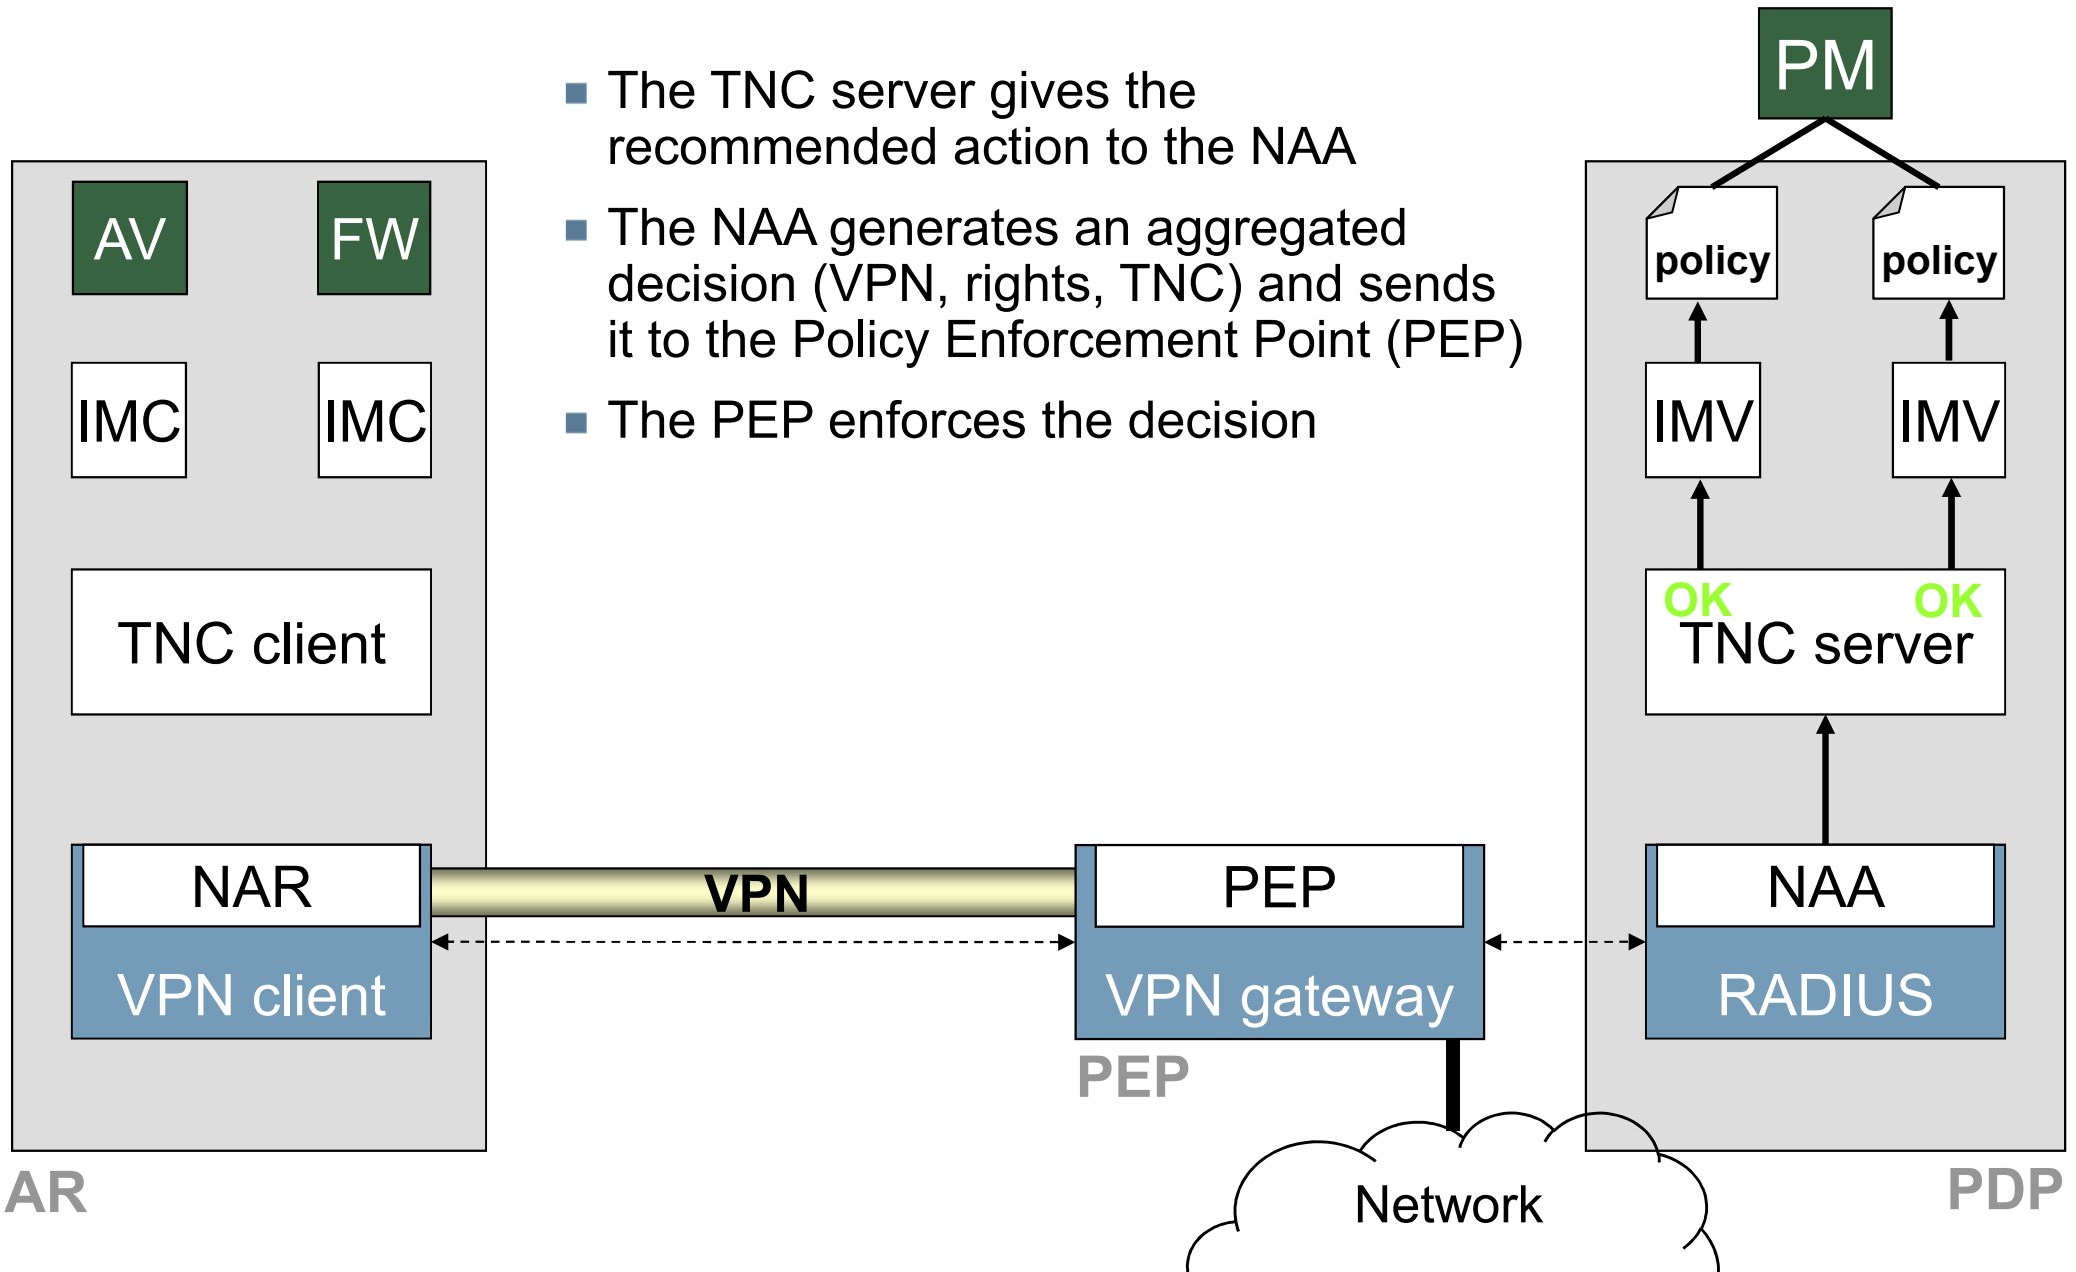 PM
The TNC server gives the
recommended action to the NAA
The NAA generates an aggregated
decision (VPN, rights, TNC) and sends
it to the Policy Enforcement Point (PEP)
The PEP enforces the decision
AV
FW
IMC
IMC
TNC client
NAR
VPN client
AR
VPN
PEP
VPN gateway
PEP
Network
policy
policy
IMV
IMV
OK
OK
TNC server
NAA
RADIUS
PDP